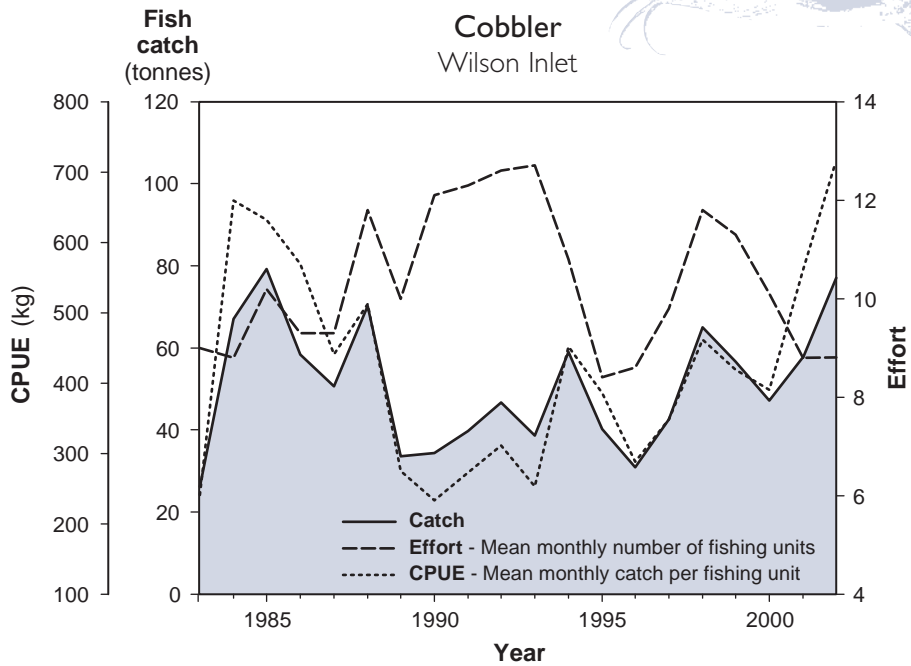 Cobbler
Wilson Inlet
Fish
catch
(tonnes)
800
700
600
500
400
300
200
100
CPUE (kg)
120
100
80
60
40
20
0
14
12
10
8
6
4
Effort
Catch
Effort - Mean monthly number of fishing units
CPUE - Mean monthly catch per fishing unit
1985 1990 1995 2000
Year